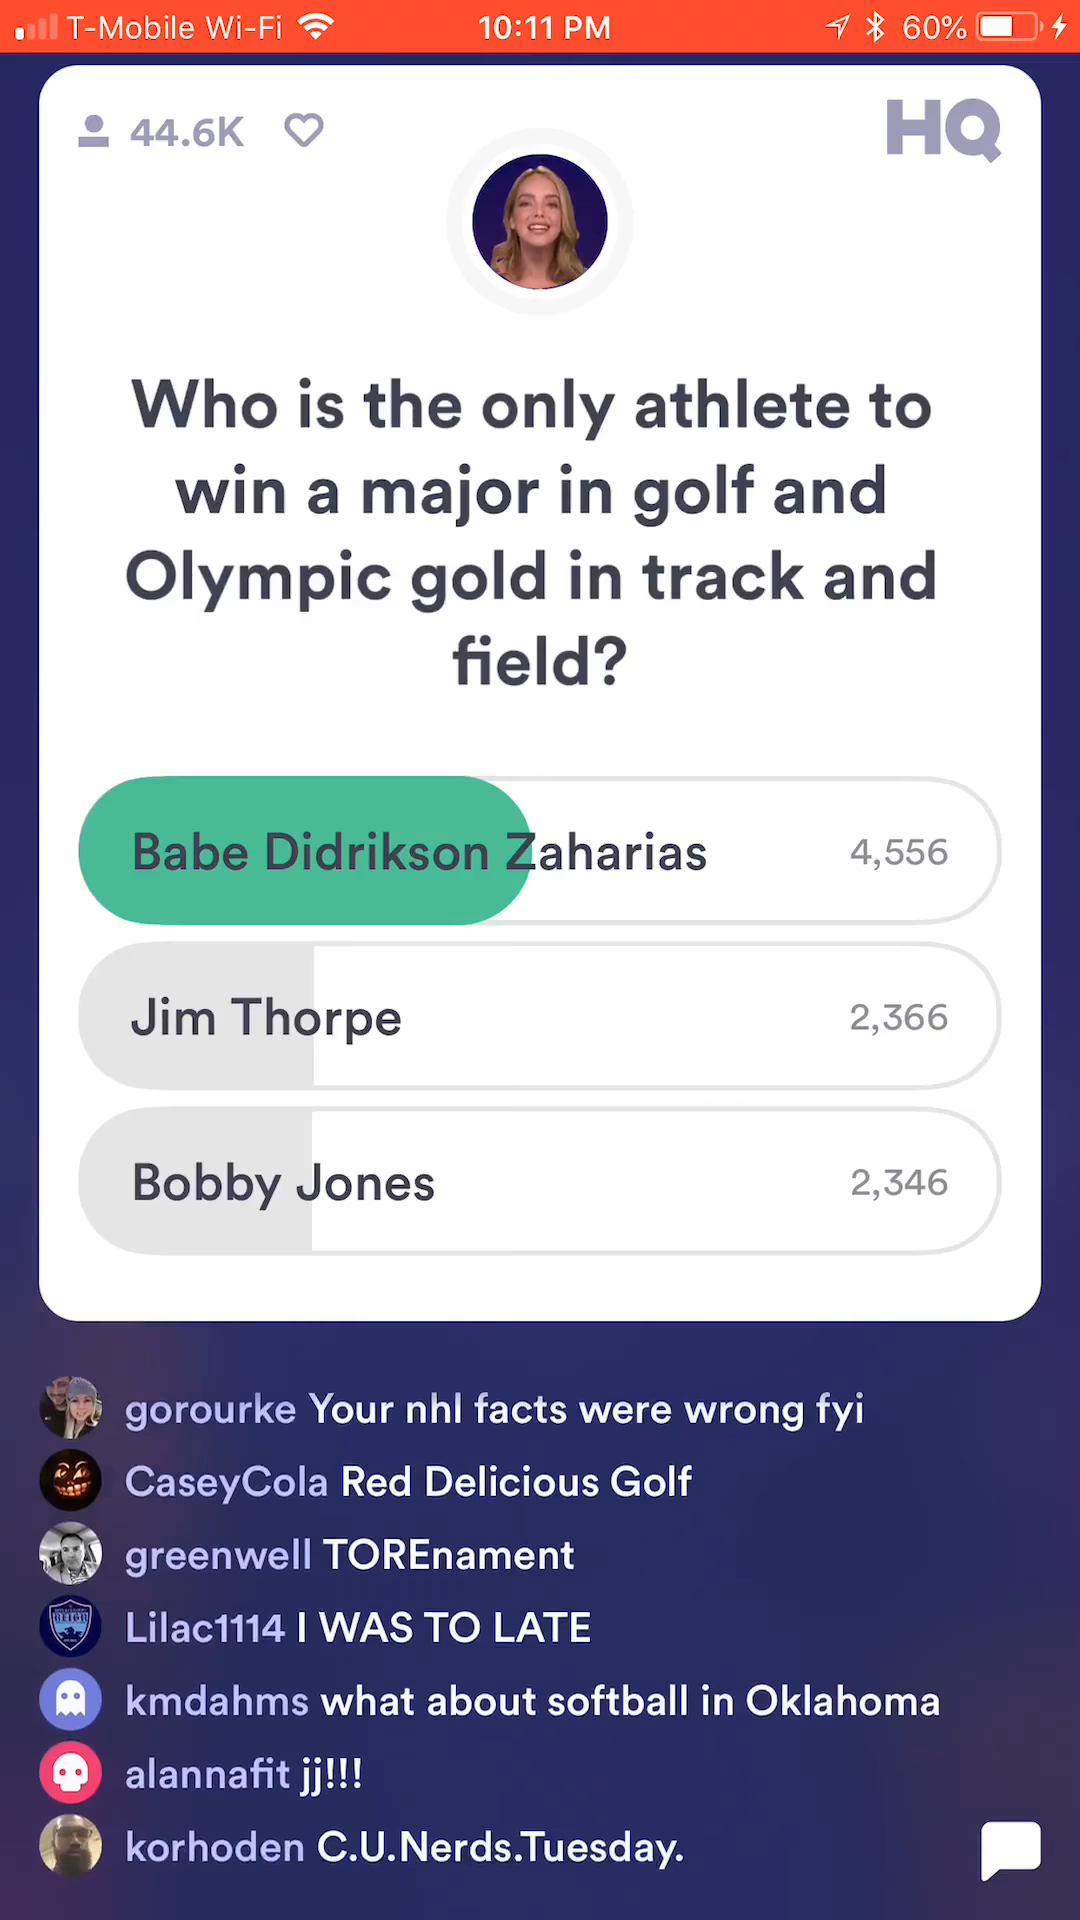 T-Mobile Wi-Fi 10:11 PM 60%
44.6K HQ
Who is the only athlete to
win a major in golf and
Olympic gold in track and
field?
Babe Didrikson Zaharias 4,556
Jim Thorpe 2,366
Bobby Jones 2,346
gorourke Your nhl facts were wrong fyi
CaseyCola Red Delicious Golf
greenwell TOREnament
REIGN
Lilac1114 I WAS TO LATE
kmdahms what about softball in Oklahoma
alannafit jj!!!
korhoden C.U.Nerds.Tuesday.